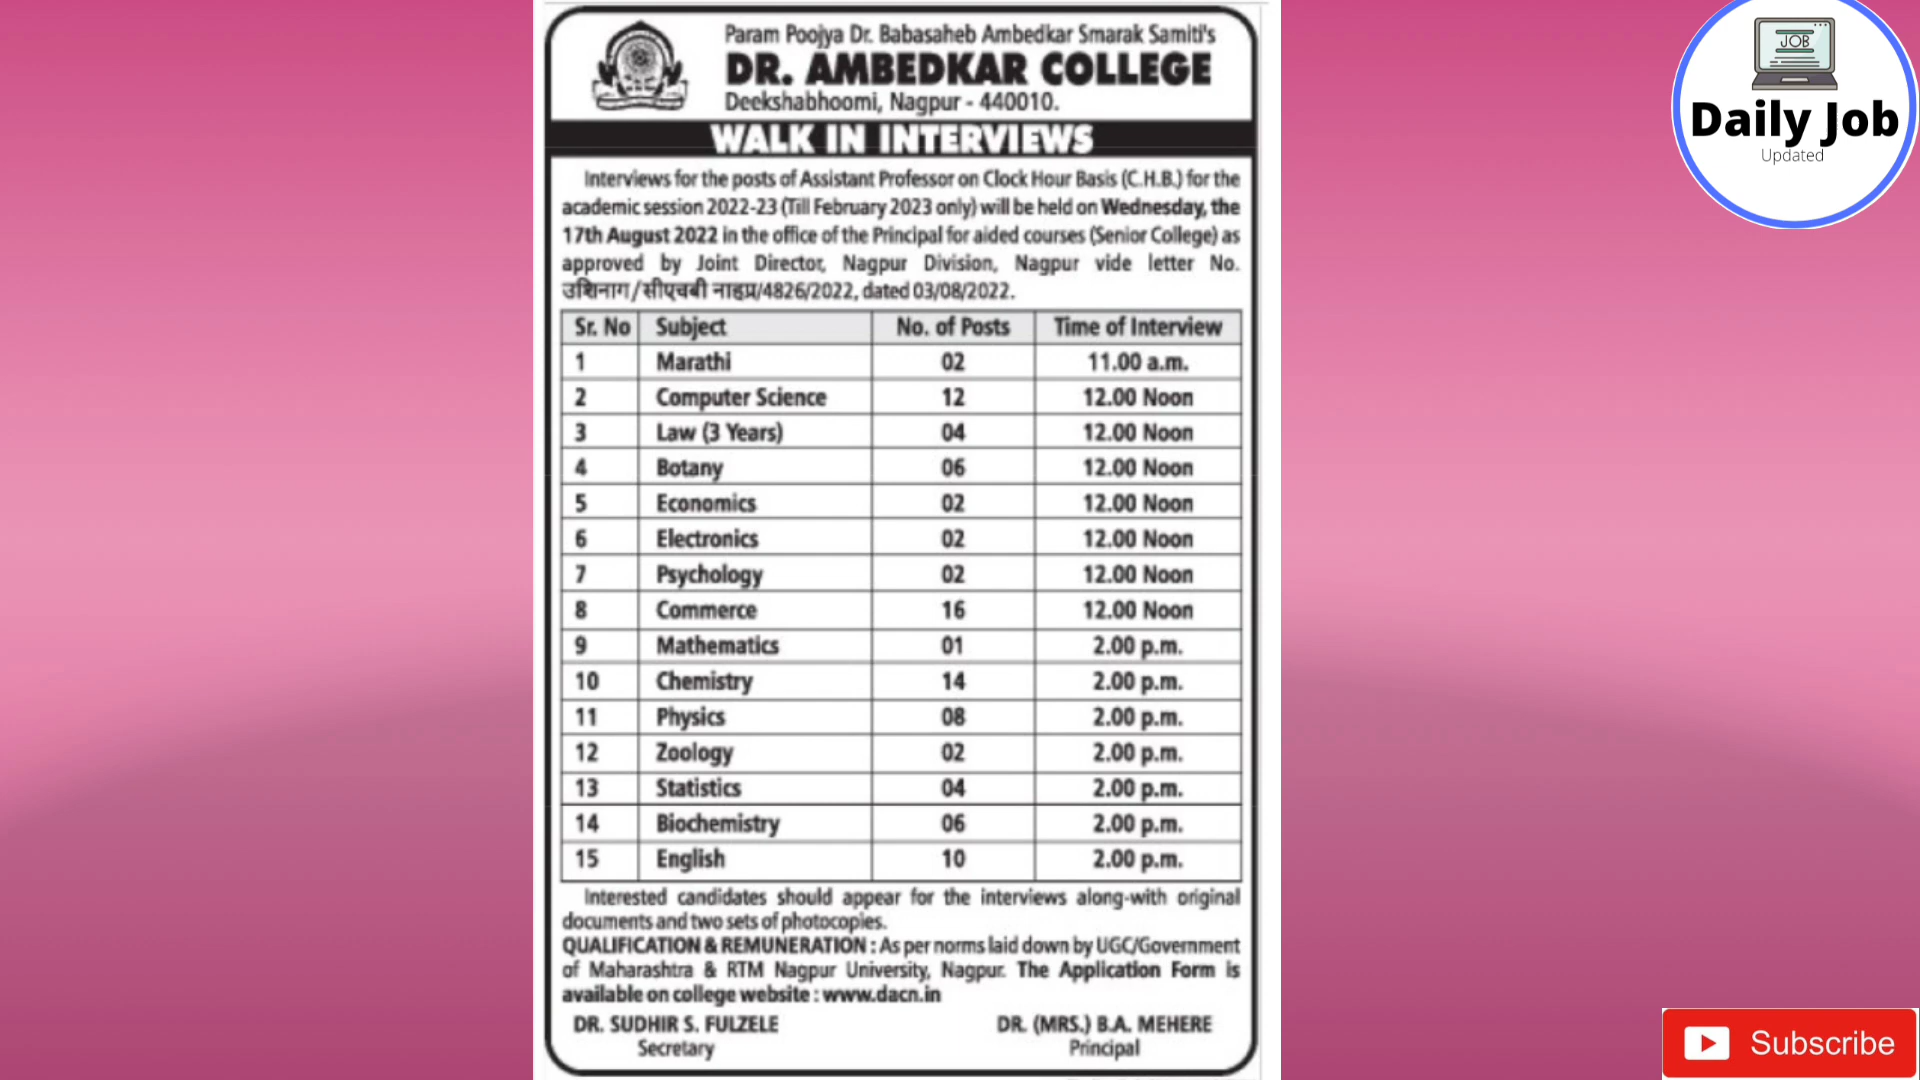 Param Poojya Dr. Babasaheb Ambedkar Smarak Samiti's
DR. AMBEDKAR COLLEGE
Deekshabhoomi, Nagpur - 440010.
WALK IN INTERVIEWS
Interviews for the posts of Assistant Professor on Clock Hour Basis (C.H.B.) for the
academic session 2022-23 (Till February 2023 only) will be held on Wednesday, the
17th August 2022 in the office of the Principal for aided courses (Senior College) as
approved by Joint Director, Nagpur Division, Nagpur vide letter No.
उशिनाग/सीएचबी नाहप्र/4826/2022, dated 03/08/2022.
Sr. No Subject No. of Posts Time of Interview
1 Marathi 02 11.00 a.m.
2 Computer Science 12 12.00 Noon
3 Law (3 Years) 04 12.00 Noon
4 Botany 06 12.00 Noon
5 Economics 02 12.00 Noon
6 Electronics 02 12.00 Noon
7 Psychology 02 12.00 Noon
8 Commerce 16 12.00 Noon
9 Mathematics 01 2.00 p.m.
10 Chemistry 14 2.00 p.m.
11 Physics 08 2.00 p.m.
12 Zoology 02 2.00 p.m.
13 Statistics 04 2.00 p.m.
14 Biochemistry 06 2.00 p.m.
15 English 10 2.00 p.m.
Interested candidates should appear for the interviews along-with original
documents and two sets of photocopies.
QUALIFICATION & REMUNERATION : As per norms laid down by UGC/Government
of Maharashtra & RTM Nagpur University, Nagpur. The Application Form is
available on college website : www.dacn.in
DR. SUDHIR S. FULZELE DR. (MRS.) B.A. MEHERE
Secretary Principal
JOB
Daily Job
Updated
Subscribe